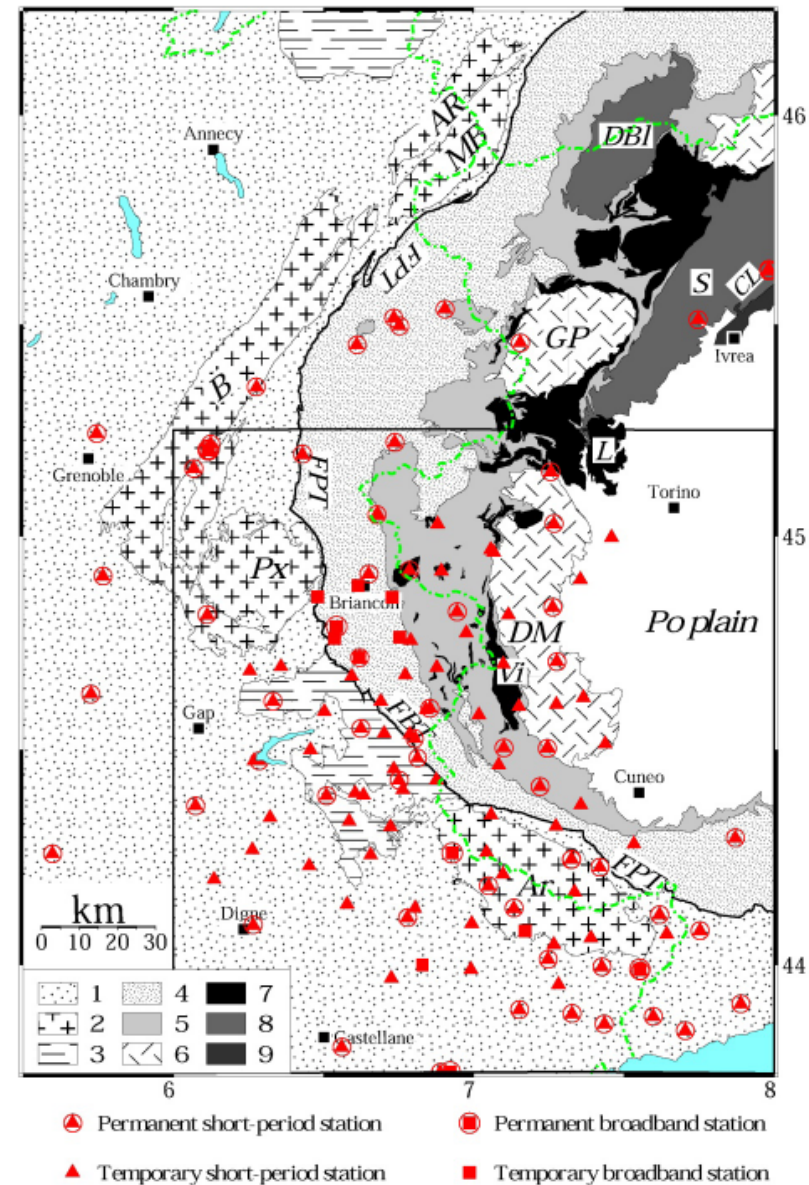 46
AR
MB
DBl
Annecy
FPT
Chambry
S
CL
GP
Ivrea
B
L
Grenoble
FPT
Torino
45
Px
Briancon
DM
Po plain
Vi
FBT
Gap
Cuneo
Ar
FPT
km
0 10 20 30
Digne
44
1 4 7
2 5 8
3 6 9
Castellane
6 7 8
Permanent short-period station Permanent broadband station
Temporary short-period station Temporary broadband station